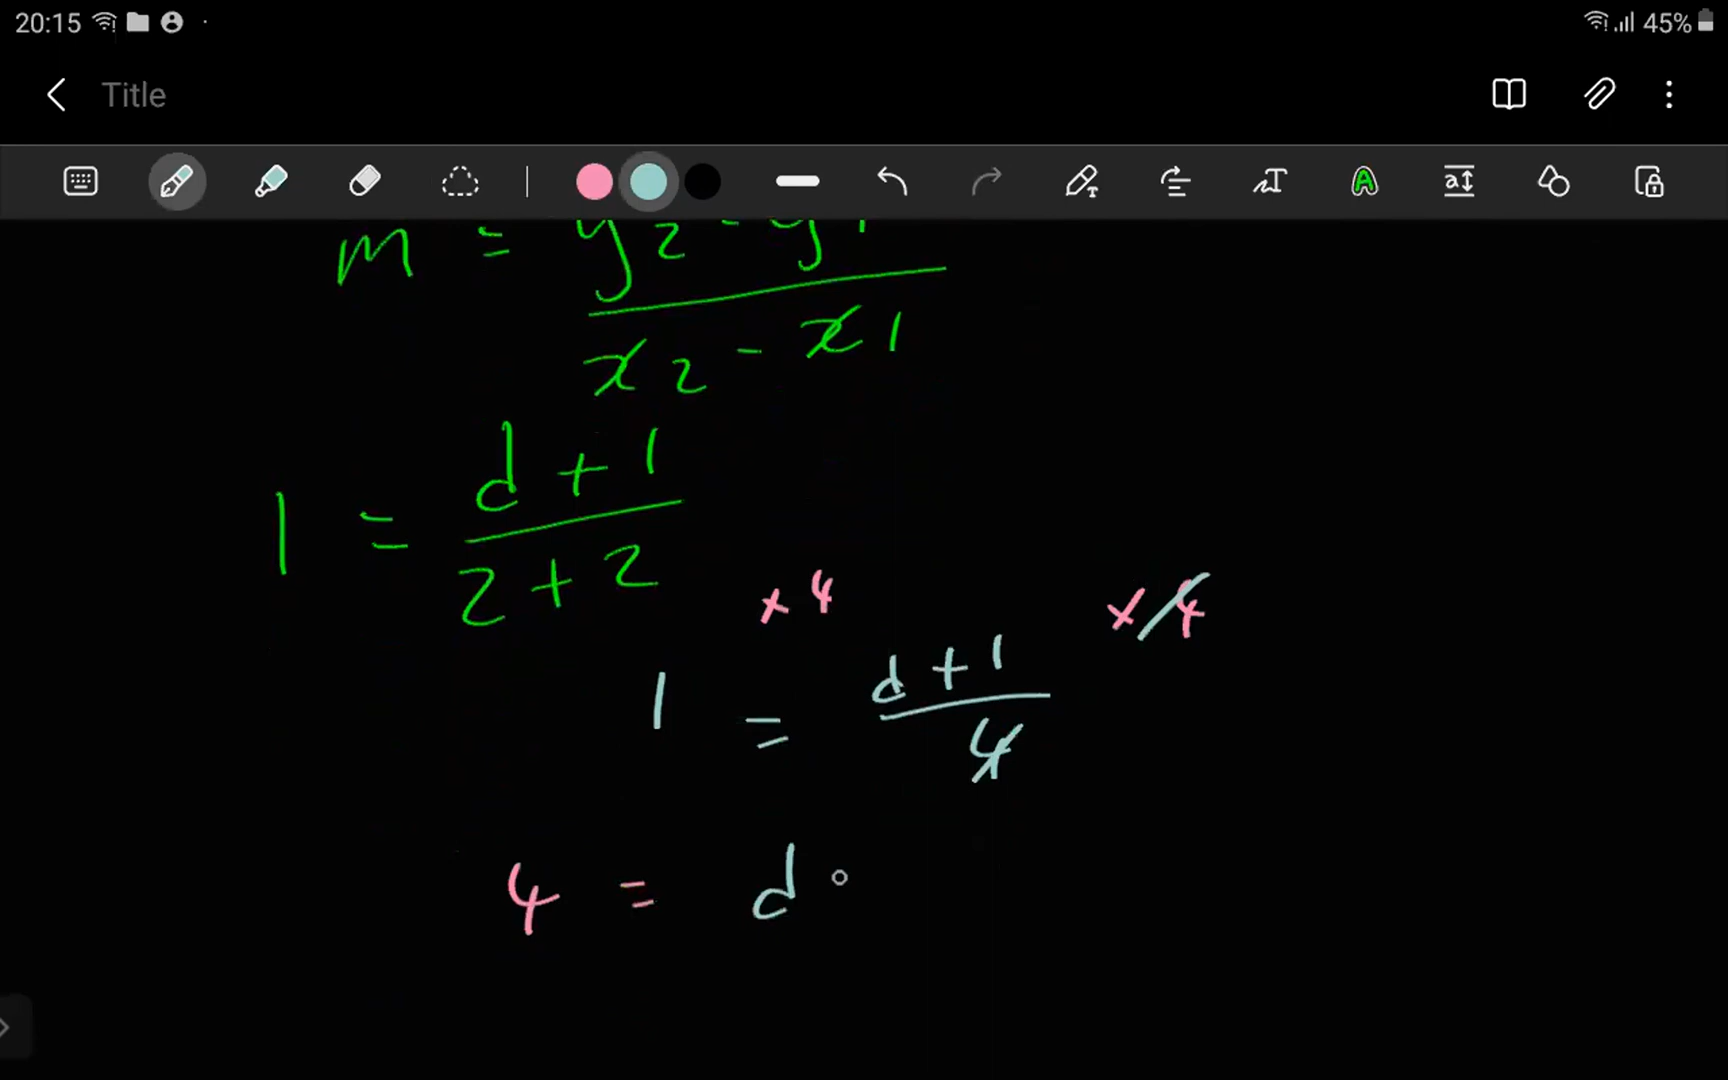 20:15 45%
Title
m = y2 - y1
x2 - x1
1 = d + 1
2 + 2
× 4 × 4
1 = d + 1
4
4 = d